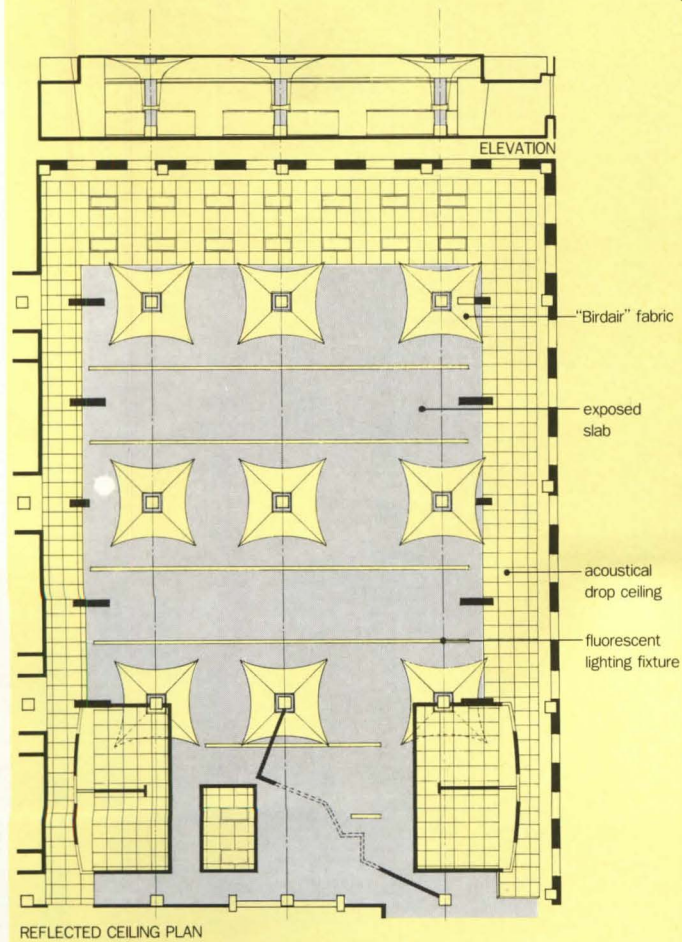 ELEVATION
"Birdair" fabric
exposed
slab
acoustical
drop ceiling
fluorescent
lighting fixture
REFLECTED CEILING PLAN